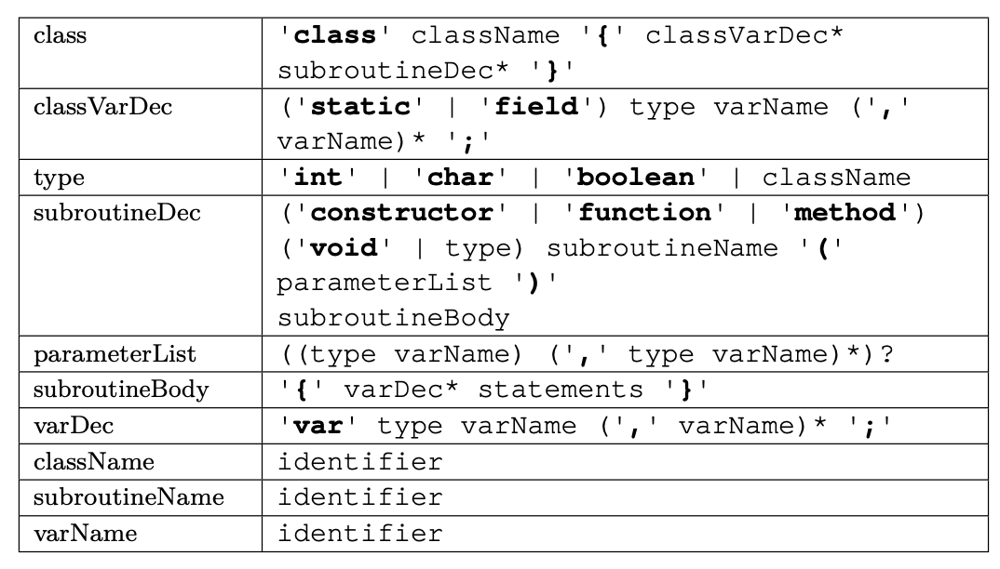 class 'class' className '{' classVarDec*
subroutineDec* '}'
classVarDec ('static' | 'field') type varName (','
varName)* ';'
type 'int' | 'char' | 'boolean' | className
subroutineDec ('constructor' | 'function' | 'method')
('void' | type) subroutineName '('
parameterList ')'
subroutineBody
parameterList ((type varName) (',' type varName)*)?
subroutineBody '{' varDec* statements '}'
varDec 'var' type varName (',' varName)* ';'
className identifier
subroutineName identifier
varName identifier